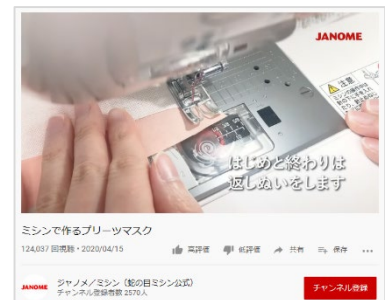 JANOME
注意
はじめと終わりは
返しぬいをします
ミシンで作るプリーツマスク
124,037 回視聴・2020/04/15
高評価 低評価 共有 保存 …
JANOME
ジャノメ/ミシン（蛇の目ミシン公式）
チャンネル登録者数 2570人
チャンネル登録